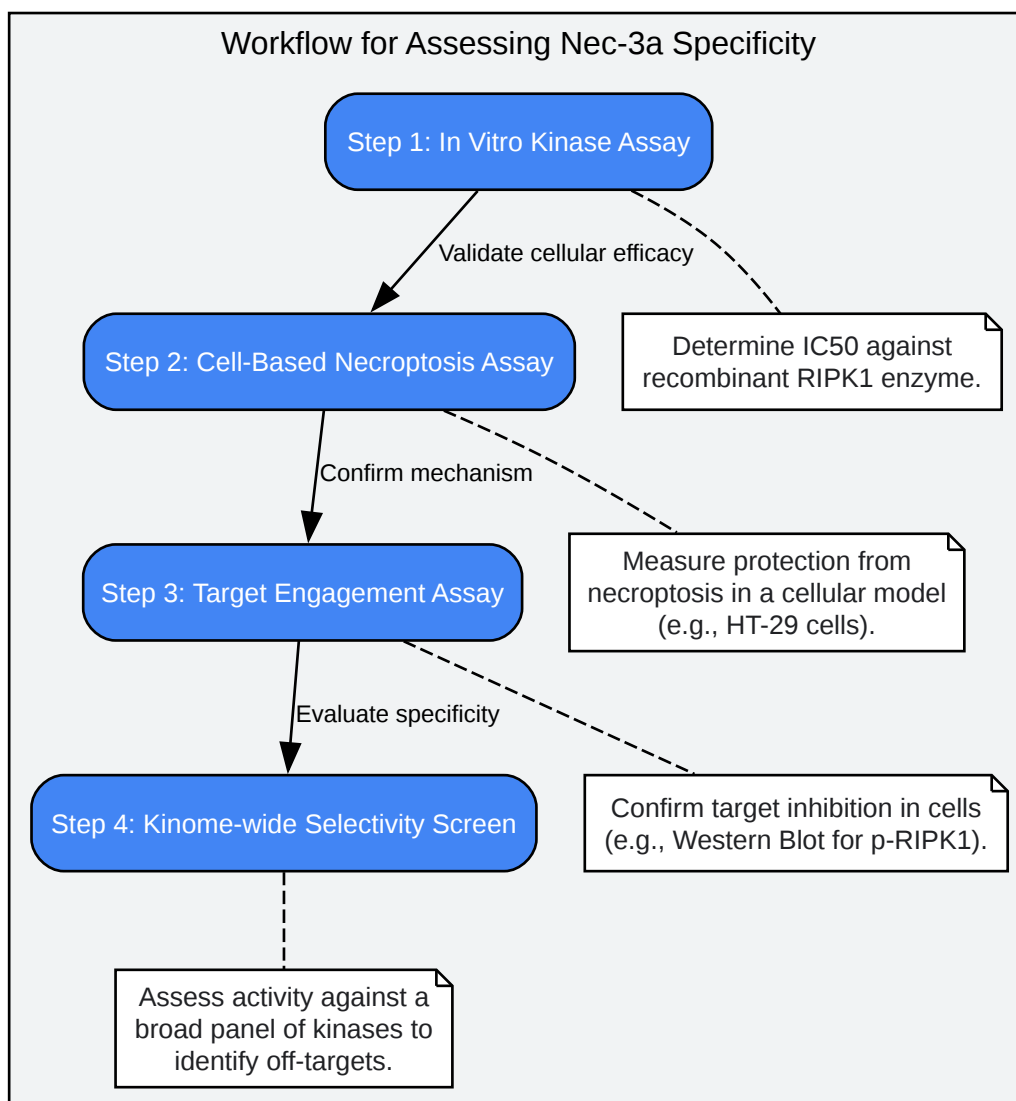 Workflow for Assessing Nec-3a Specificity
Step 1: In Vitro Kinase Assay
Validate cellular efficacy
Determine IC50 against
recombinant RIPK1 enzyme.
Step 2: Cell-Based Necroptosis Assay
Confirm mechanism
Measure protection from
necroptosis in a cellular model
(e.g., HT-29 cells).
Step 3: Target Engagement Assay
Evaluate specificity
Confirm target inhibition in cells
(e.g., Western Blot for p-RIPK1).
Step 4: Kinome-wide Selectivity Screen
Assess activity against a
broad panel of kinases to
identify off-targets.